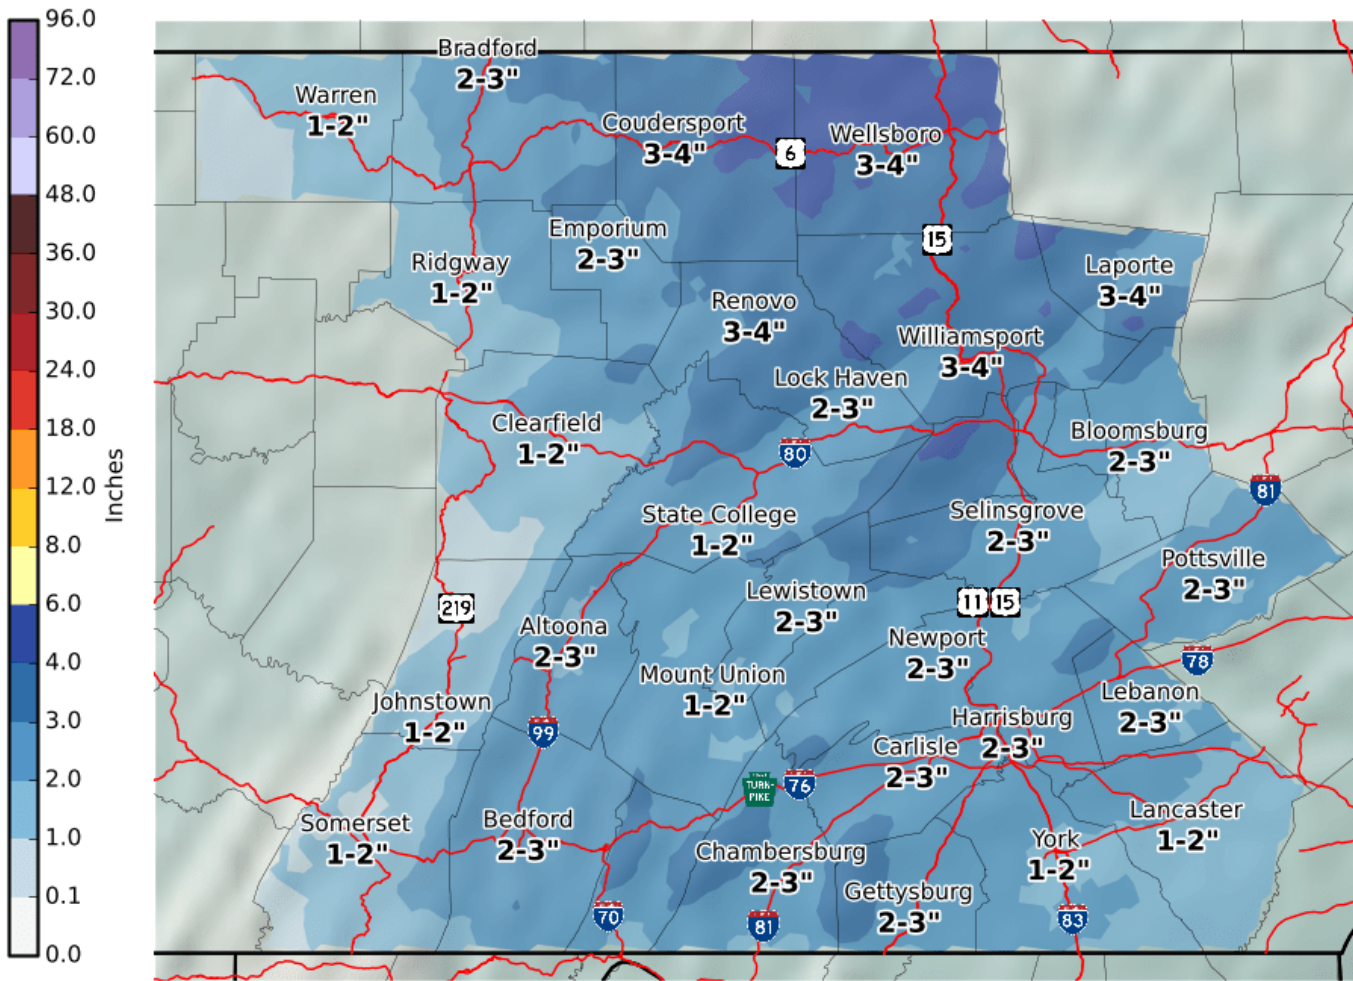 96.0
72.0
60.0
48.0
36.0
30.0
24.0
18.0
12.0
8.0
6.0
4.0
3.0
2.0
1.0
0.1
0.0
Inches
Bradford
2-3"
Warren
1-2"
Coudersport
3-4"
6
Wellsboro
3-4"
15
Emporium
2-3"
Ridgway
1-2"
Laporte
3-4"
Renovo
3-4"
Williamsport
3-4"
Lock Haven
2-3"
Clearfield
1-2"
80
Bloomsburg
2-3"
81
State College
1-2"
Selinsgrove
2-3"
Pottsville
2-3"
219
Lewistown
2-3"
11
15
Altoona
2-3"
Newport
2-3"
78
Mount Union
1-2"
Johnstown
1-2"
99
Lebanon
2-3"
Harrisburg
2-3"
Carlisle
2-3"
TURN-
PIKE
76
Somerset
1-2"
Bedford
2-3"
Lancaster
1-2"
York
1-2"
Chambersburg
2-3"
Gettysburg
2-3"
70
81
83